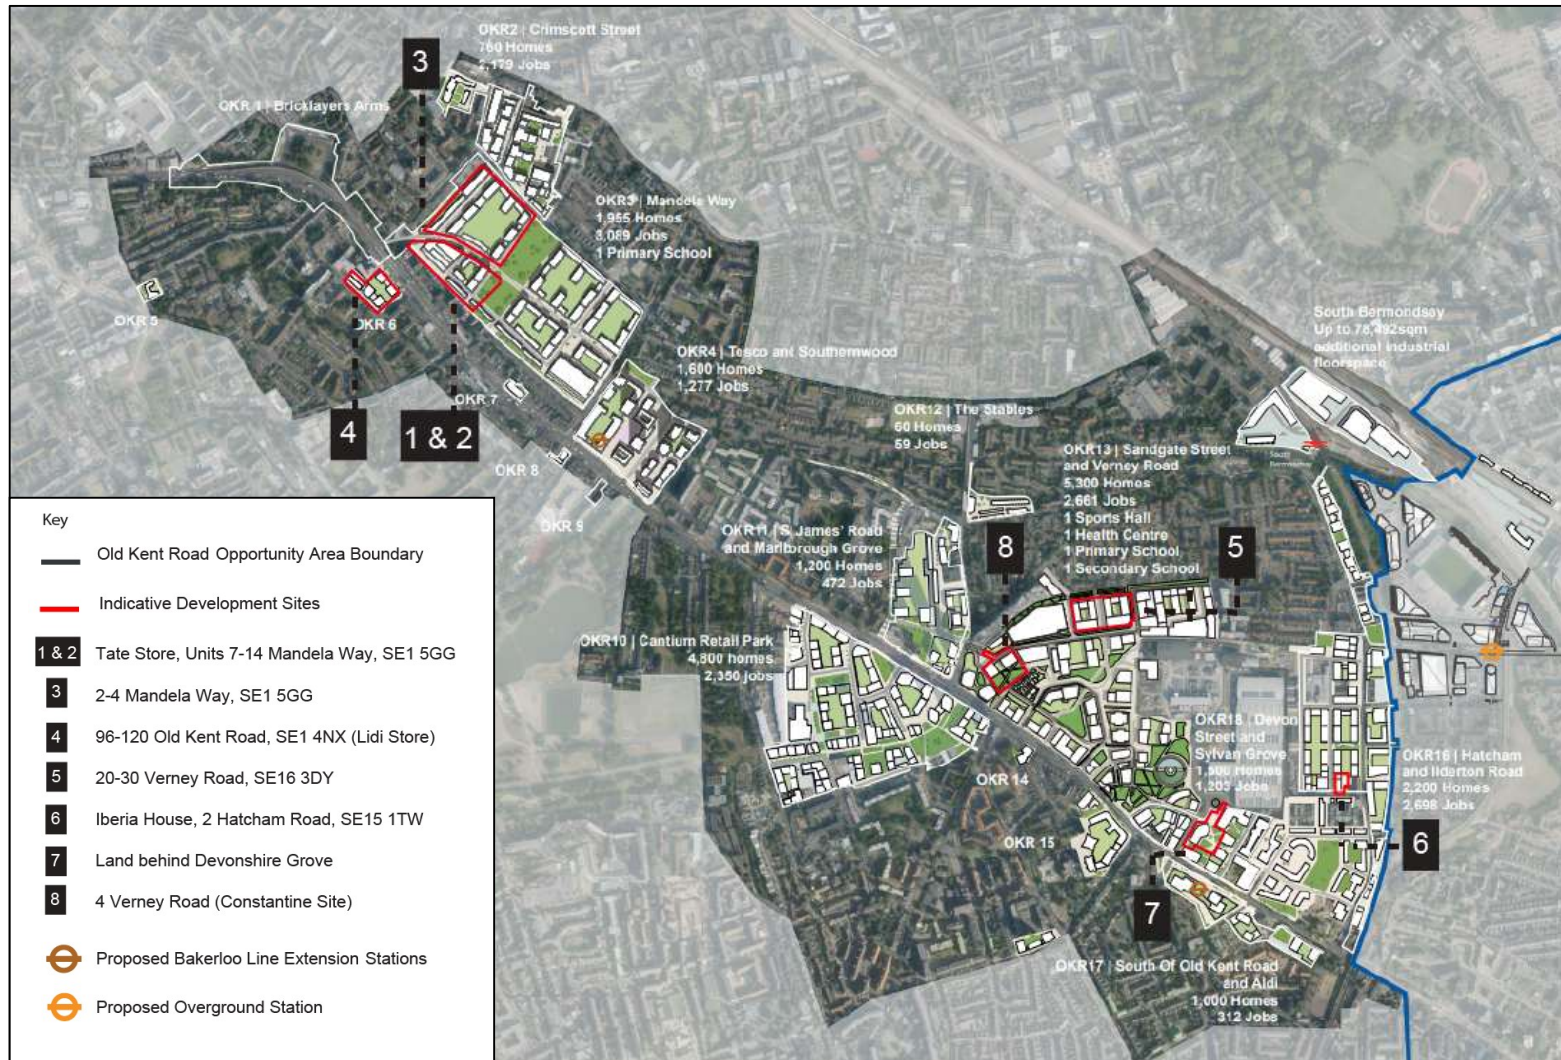 3
OKR2 | Crimscott Street
760 Homes
2,179 Jobs
OKR 1 | Bricklayers Arms
OKR3 | Mandela Way
1,955 Homes
3,089 Jobs
1 Primary School
OKR 5
OKR 6
OKR4 | Tesco and Southernwood
1,600 Homes
1,277 Jobs
OKR 7
4
1 & 2
OKR 8
OKR 9
South Bermondsey
Up to 78,492sqm
additional industrial
floorspace
South
Bermondsey
OKR12 | The Stables
60 Homes
59 Jobs
OKR13 | Sandgate Street
and Verney Road
5,300 Homes
2,661 Jobs
1 Sports Hall
1 Health Centre
1 Primary School
1 Secondary School
OKR11 | S James' Road
and Marlborough Grove
1,200 Homes
472 Jobs
8
5
OKR10 | Cantium Retail Park
4,800 homes
2,350 jobs
OKR18 | Devon
Street and
Sylvan Grove
1,500 Homes
1,203 Jobs
OKR16 | Hatcham
and Ilderton Road
2,200 Homes
2,698 Jobs
OKR 14
OKR 15
6
7
OKR17 | South Of Old Kent Road
and Aldi
1,000 Homes
312 Jobs
Key
Old Kent Road Opportunity Area Boundary
Indicative Development Sites
1 & 2 Tate Store, Units 7-14 Mandela Way, SE1 5GG
3 2-4 Mandela Way, SE1 5GG
4 96-120 Old Kent Road, SE1 4NX (Lidi Store)
5 20-30 Verney Road, SE16 3DY
6 Iberia House, 2 Hatcham Road, SE15 1TW
7 Land behind Devonshire Grove
8 4 Verney Road (Constantine Site)
Proposed Bakerloo Line Extension Stations
Proposed Overground Station